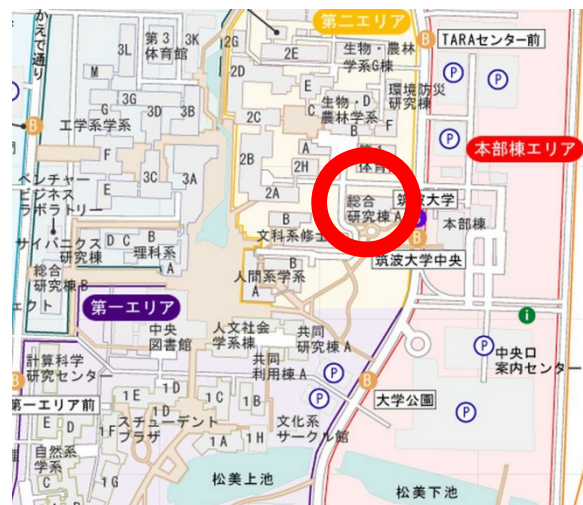 かえで通り
第3
体育館
3K
3L
M
G
3G
3D
3B
工学系学系
F
E
3C
3A
ベンチャー
ビジネス
ラボラトリー
サイバニクス
研究棟
D
C
B
理科系
A
総合
研究棟B
第一エリア
第二エリア
2G
2E
2D
2C
2B
2A
2H
生物・農林
学系G棟
E
C
生物・D
農林学系
B
A
F
環境防災
研究棟
総合
研究棟A
B
文科系修士
人間系学系
B
A
TARAセンター前
B
P
P
P
本部棟エリア
筑波大学
本部棟
筑波大学中央
B
i
中央口
案内センター
P
P
P
P
P
大学公園
B
中央
図書館
人文社会
学系棟
共同
研究棟A
共同
利用棟A
計算科学
研究センター
第一エリア前
B
B
1E
1D
1D
1C
1B
1F
スチューデント
プラザ
1A
1H
文化系
サークル館
E
D
自然系
学系
C
1G
松美上池
松美下池